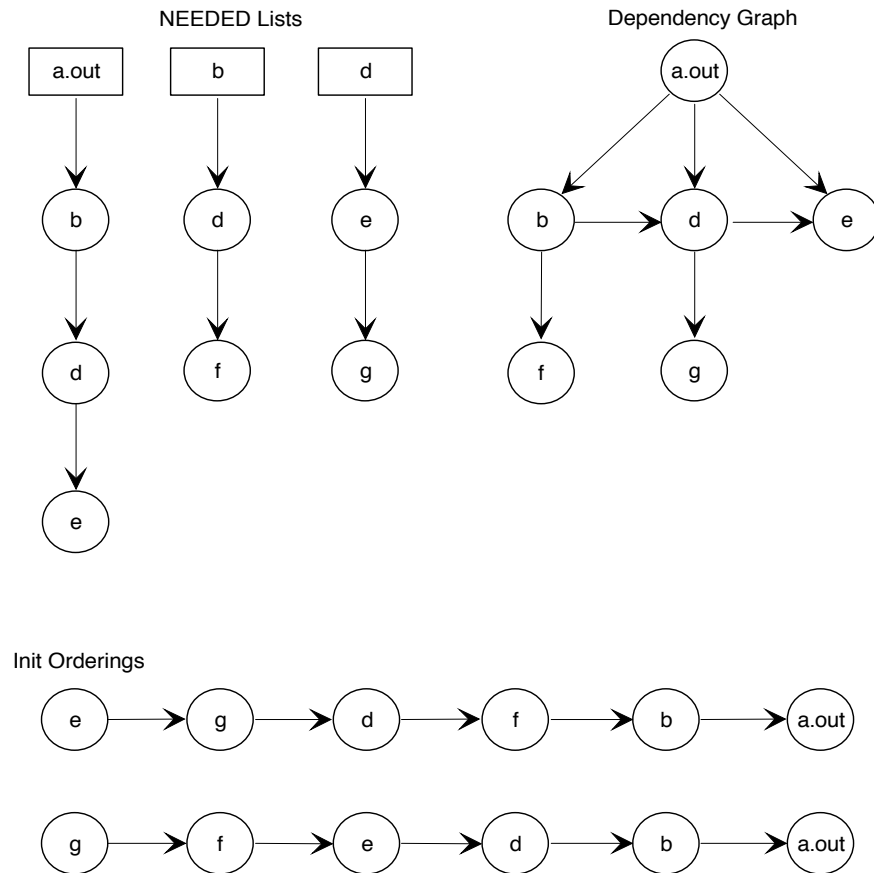 NEEDED Lists
Dependency Graph
a.out b d
a.out
b d e
b d e
d f g
f g
e
Init Orderings
e g d f b a.out
g f e d b a.out